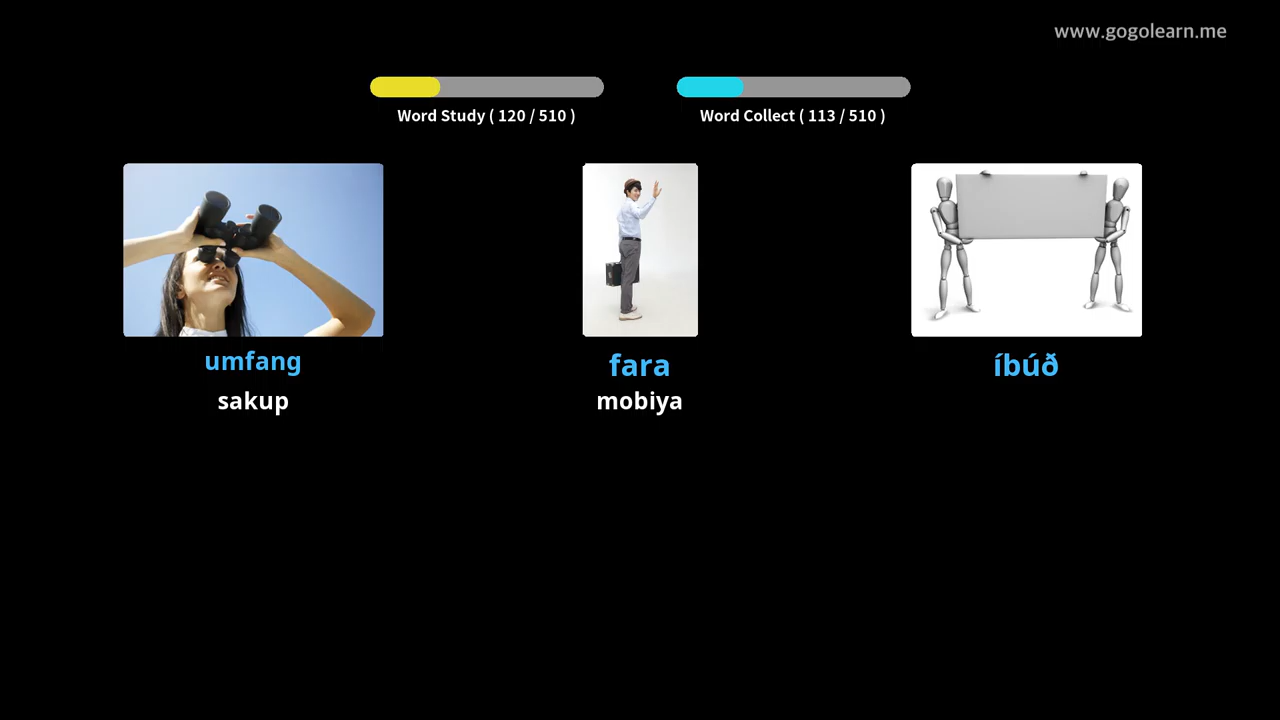 www.gogolearn.me
Word Study ( 120 / 510 )
Word Collect ( 113 / 510 )
umfang
fara
íbúð
sakup
mobiya